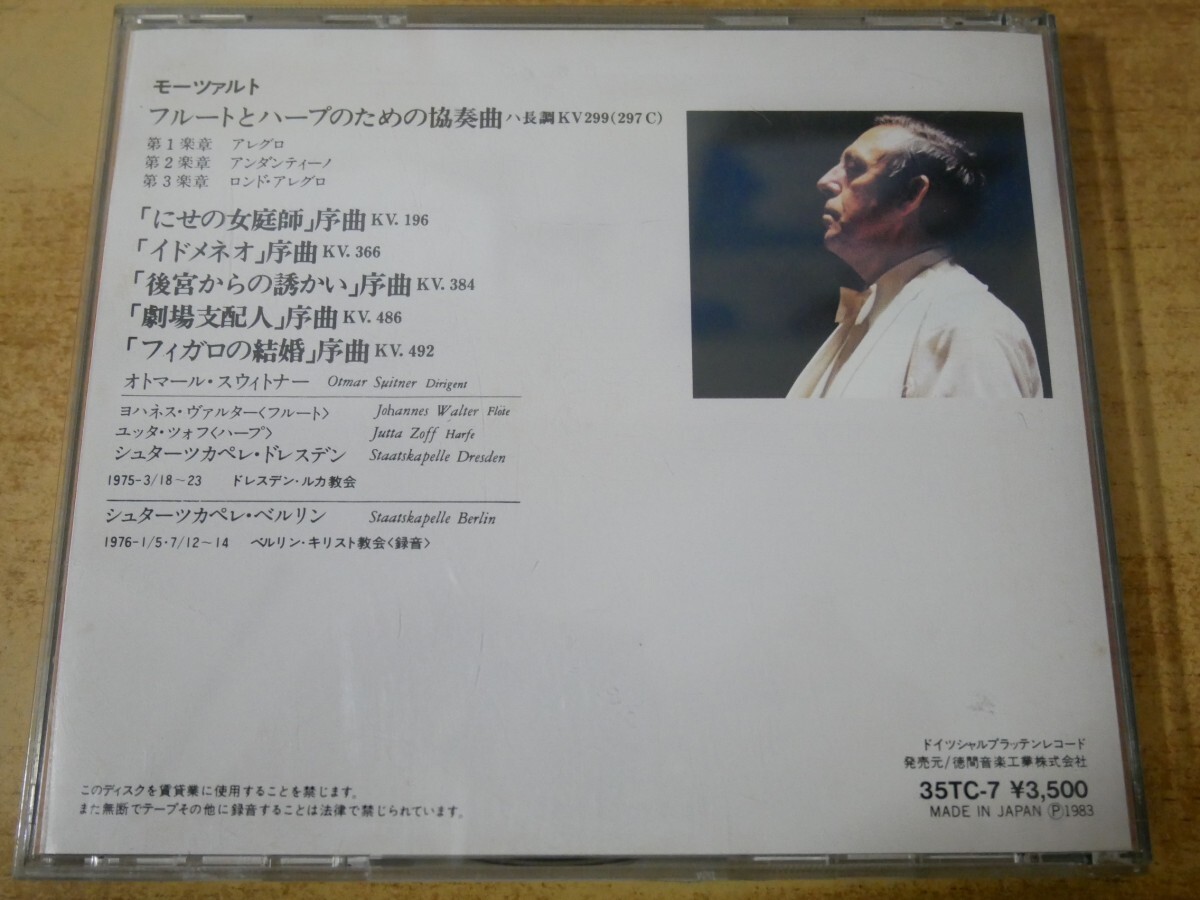 モーツァルト
フルートとハープのための協奏曲 ハ長調 KV299(297C)
第1楽章 アレグロ
第2楽章 アンダンティーノ
第3楽章 ロンド・アレグロ
「にせの女庭師」序曲 KV. 196
「イドメネオ」序曲 KV. 366
「後宮からの誘かい」序曲 KV. 384
「劇場支配人」序曲 KV. 486
「フィガロの結婚」序曲 KV. 492
オトマール・スウィトナー Otmar Suitner Dirigent
ヨハネス・ヴァルター〈フルート〉 Johannes Walter Flöte
ユッタ・ツォフ〈ハープ〉 Jutta Zoff Harfe
シュターツカペレ・ドレスデン Staatskapelle Dresden
1975-3/18〜23 ドレスデン・ルカ教会
シュターツカペレ・ベルリン Staatskapelle Berlin
1976-1/5・7/12〜14 ベルリン・キリスト教会〈録音〉
ドイツシャルプラッテンレコード
発売元/徳間音楽工業株式会社
35TC-7 ¥3,500
MADE IN JAPAN Ⓟ1983
このディスクを賃貸業に使用することを禁じます。
また無断でテープその他に録音することは法律で禁じられています。